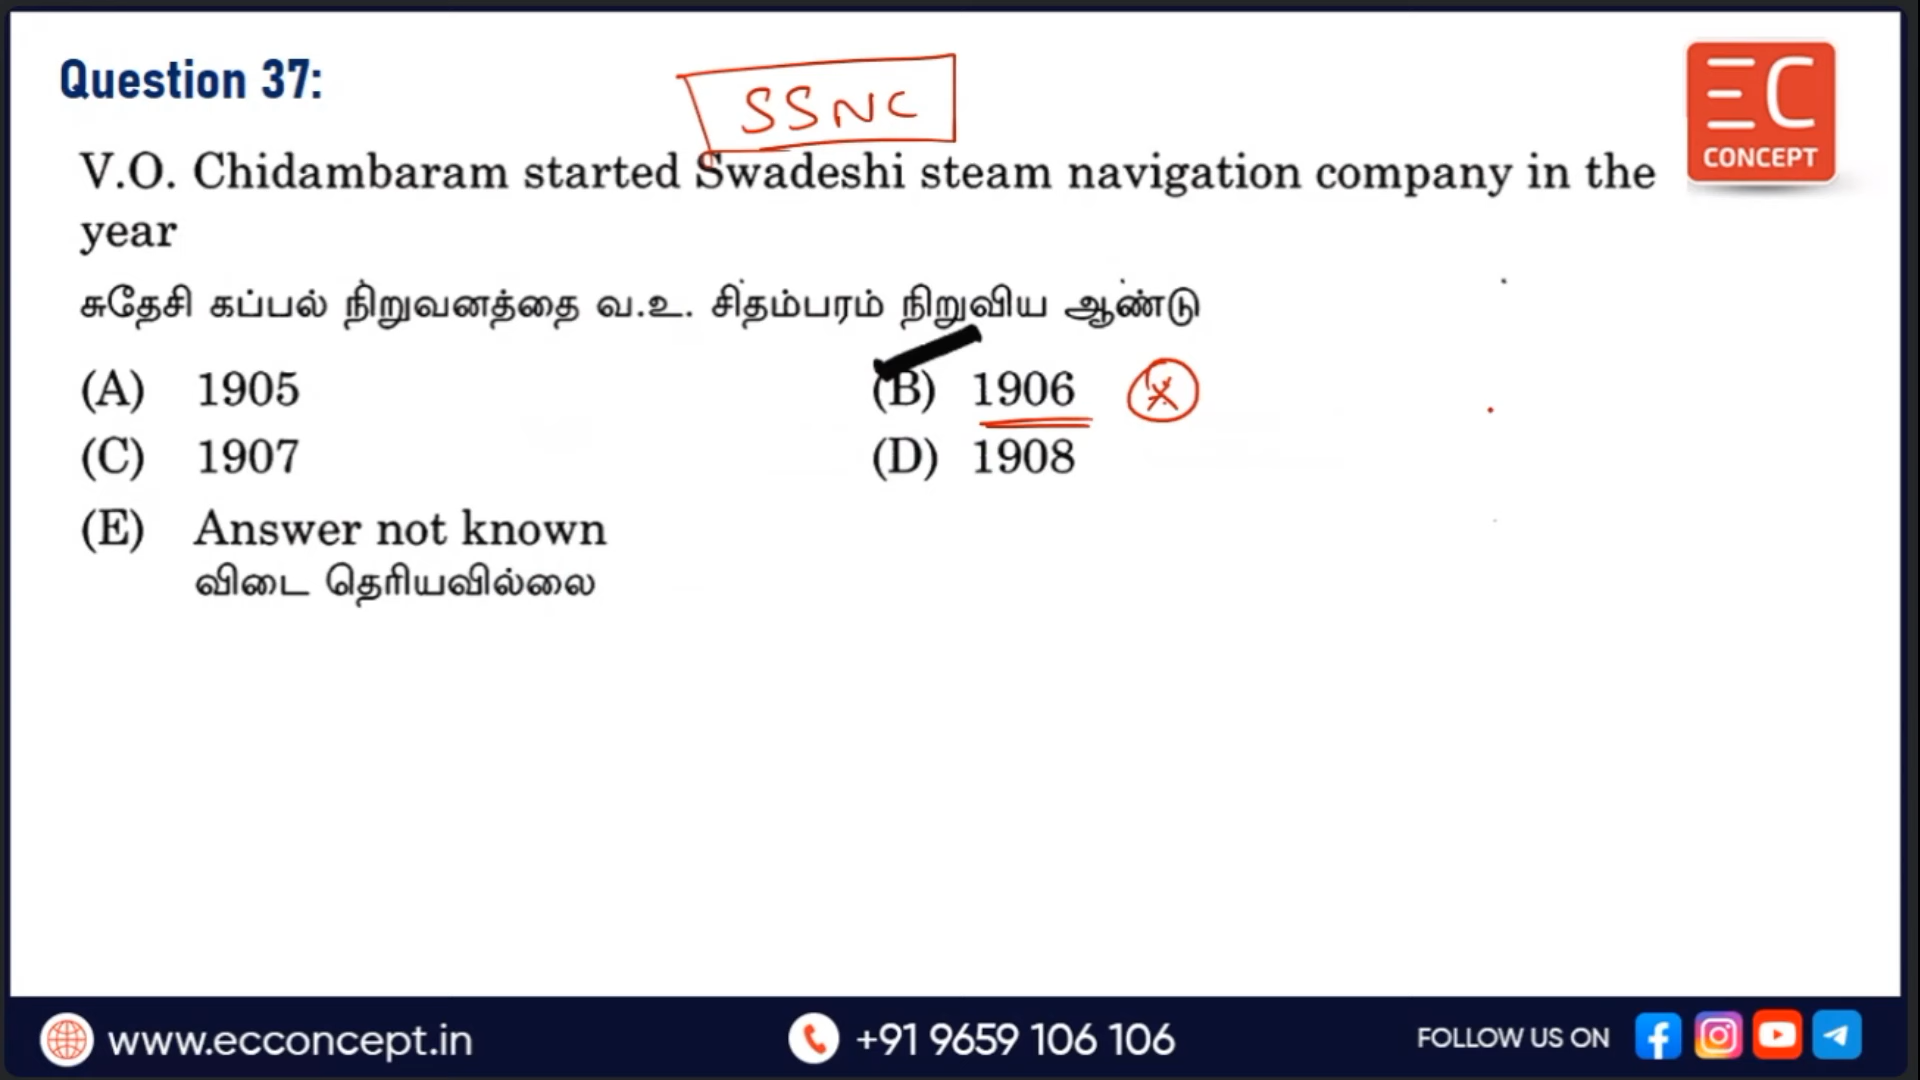 Question 37:
SSNC
EC
CONCEPT
V.O. Chidambaram started Swadeshi steam navigation company in the
year
சுதேசி கப்பல் நிறுவனத்தை வ.உ. சிதம்பரம் நிறுவிய ஆண்டு
(A) 1905
(B) 1906
(C) 1907
(D) 1908
(E) Answer not known
விடை தெரியவில்லை
www.ecconcept.in
+91 9659 106 106
FOLLOW US ON